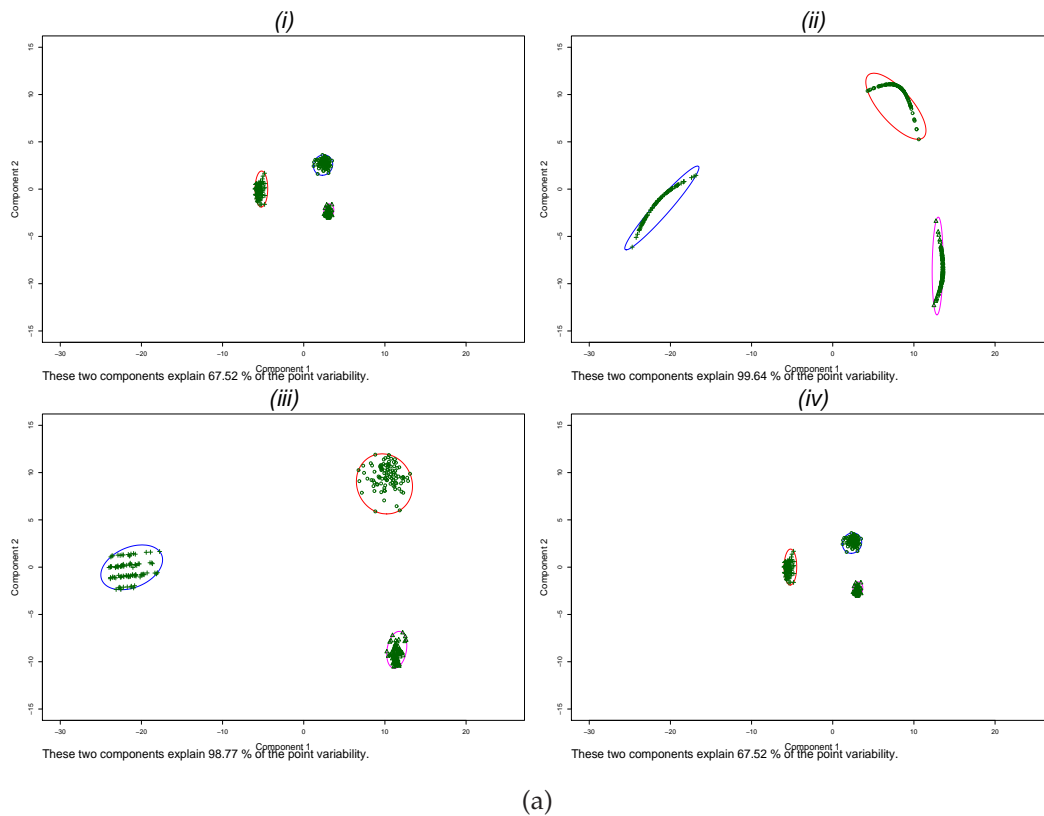 (i)
Component 2
15
10
5
0
−5
−10
−15
−30 −20 −10 0 10 20
Component 1
These two components explain 67.52 % of the point variability.
(ii)
Component 2
15
10
5
0
−5
−10
−15
−30 −20 −10 0 10 20
Component 1
These two components explain 99.64 % of the point variability.
(iii)
Component 2
15
10
5
0
−5
−10
−15
−30 −20 −10 0 10 20
Component 1
These two components explain 98.77 % of the point variability.
(iv)
Component 2
15
10
5
0
−5
−10
−15
−30 −20 −10 0 10 20
Component 1
These two components explain 67.52 % of the point variability.
(a)